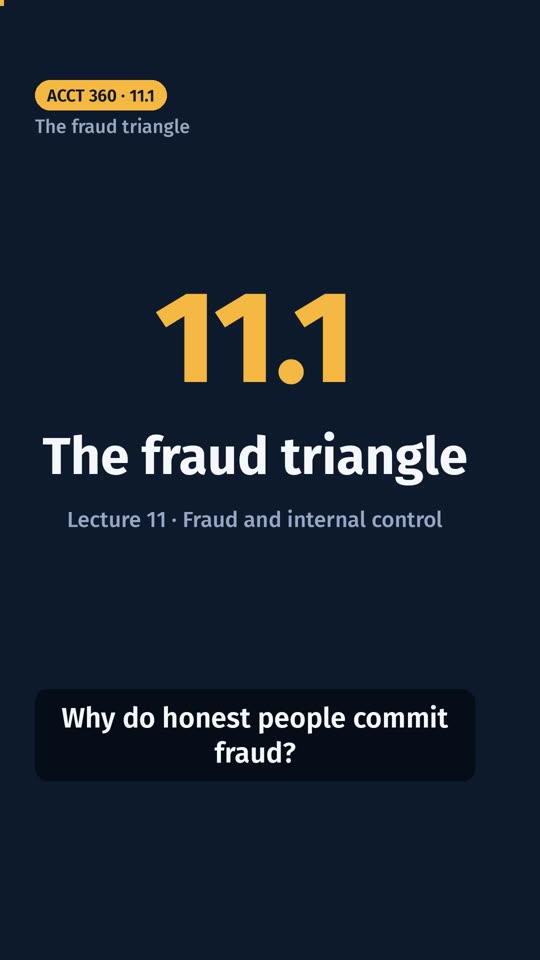 ACCT 360 · 11.1
The fraud triangle
11.1
The fraud triangle
Lecture 11 · Fraud and internal control
Why do honest people commit
fraud?